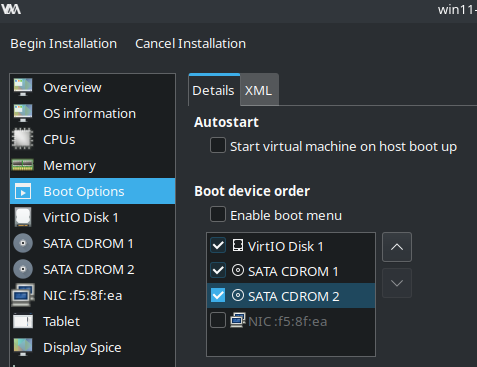 win11-
Begin Installation Cancel Installation
Overview
OS information
CPUs
Memory
Boot Options
VirtIO Disk 1
SATA CDROM 1
SATA CDROM 2
NIC :f5:8f:ea
Tablet
Display Spice
Details XML
Autostart
Start virtual machine on host boot up
Boot device order
Enable boot menu
VirtIO Disk 1
SATA CDROM 1
SATA CDROM 2
NIC :f5:8f:ea